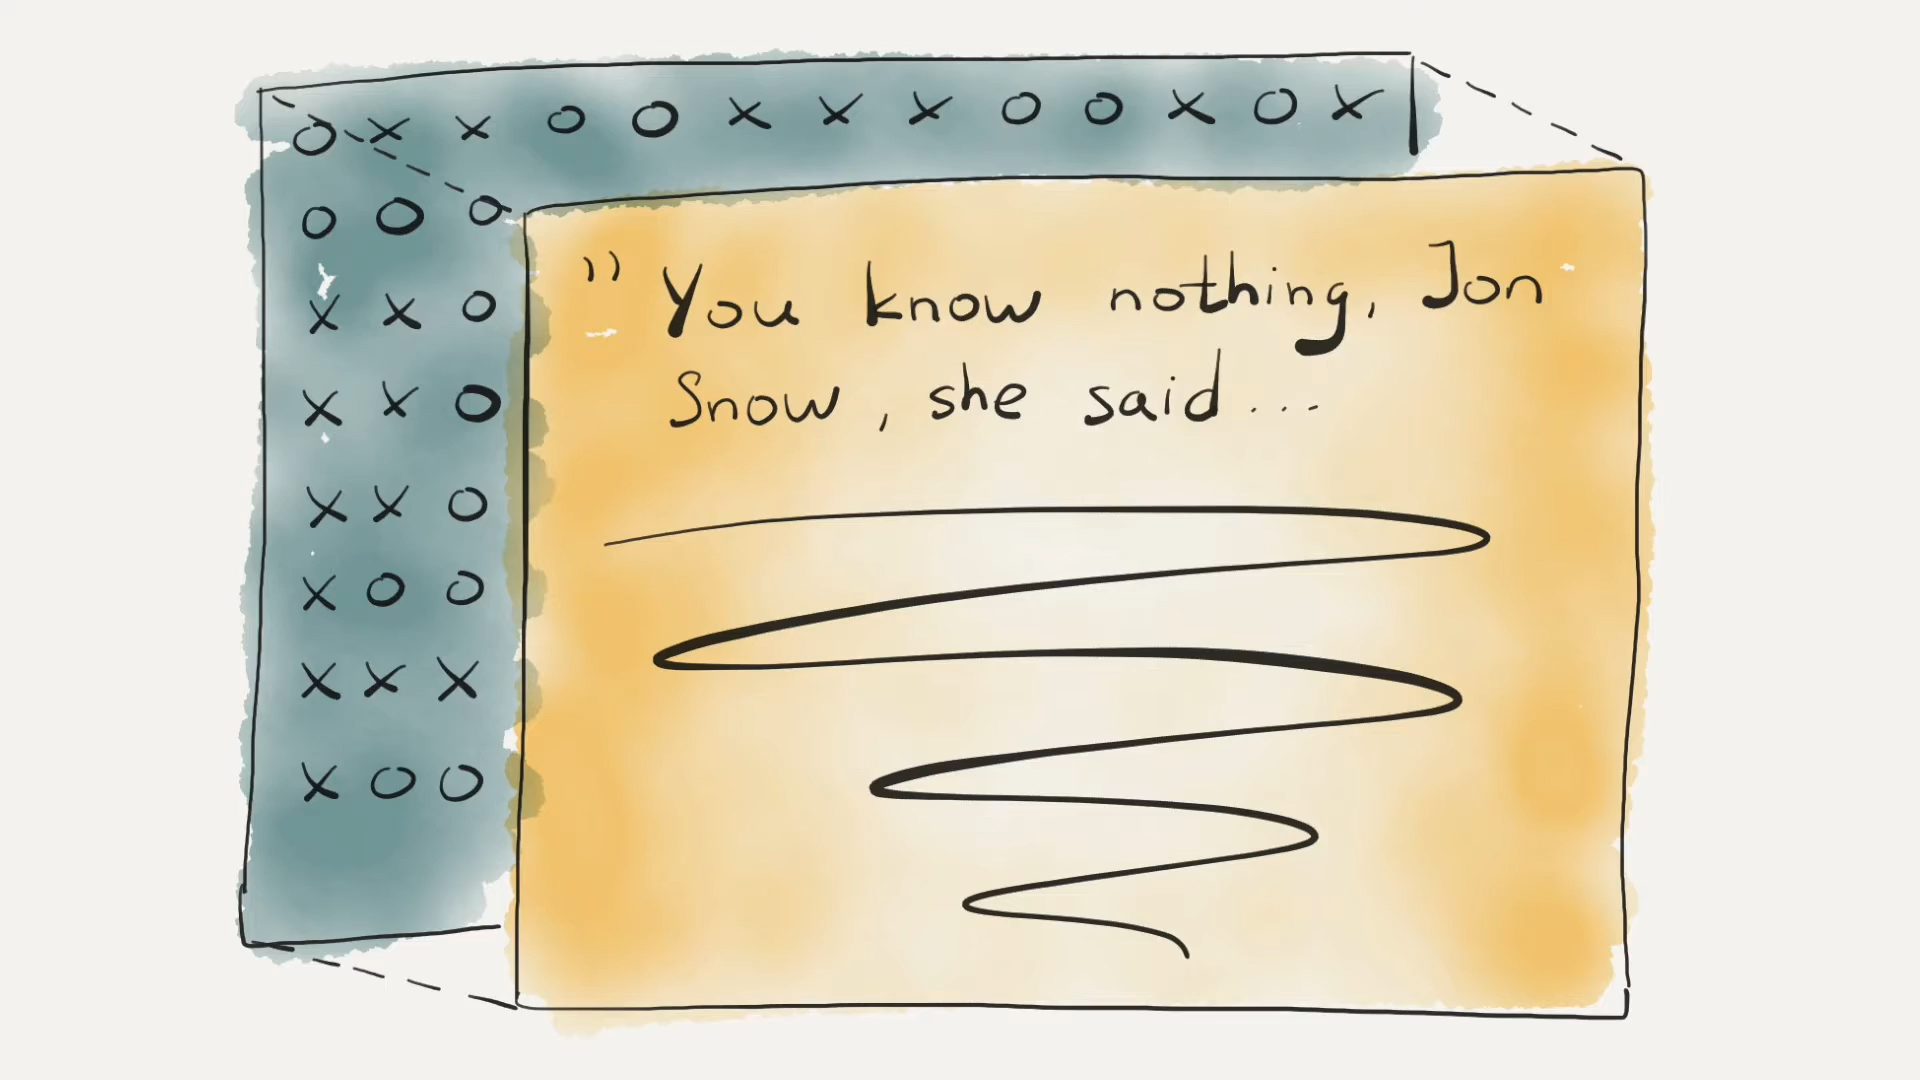 O X X O O X X X O O X O X
O O O
X X O
X X O
X X O
X O O
X X X
X O O
" You know nothing, Jon
Snow, she said ...